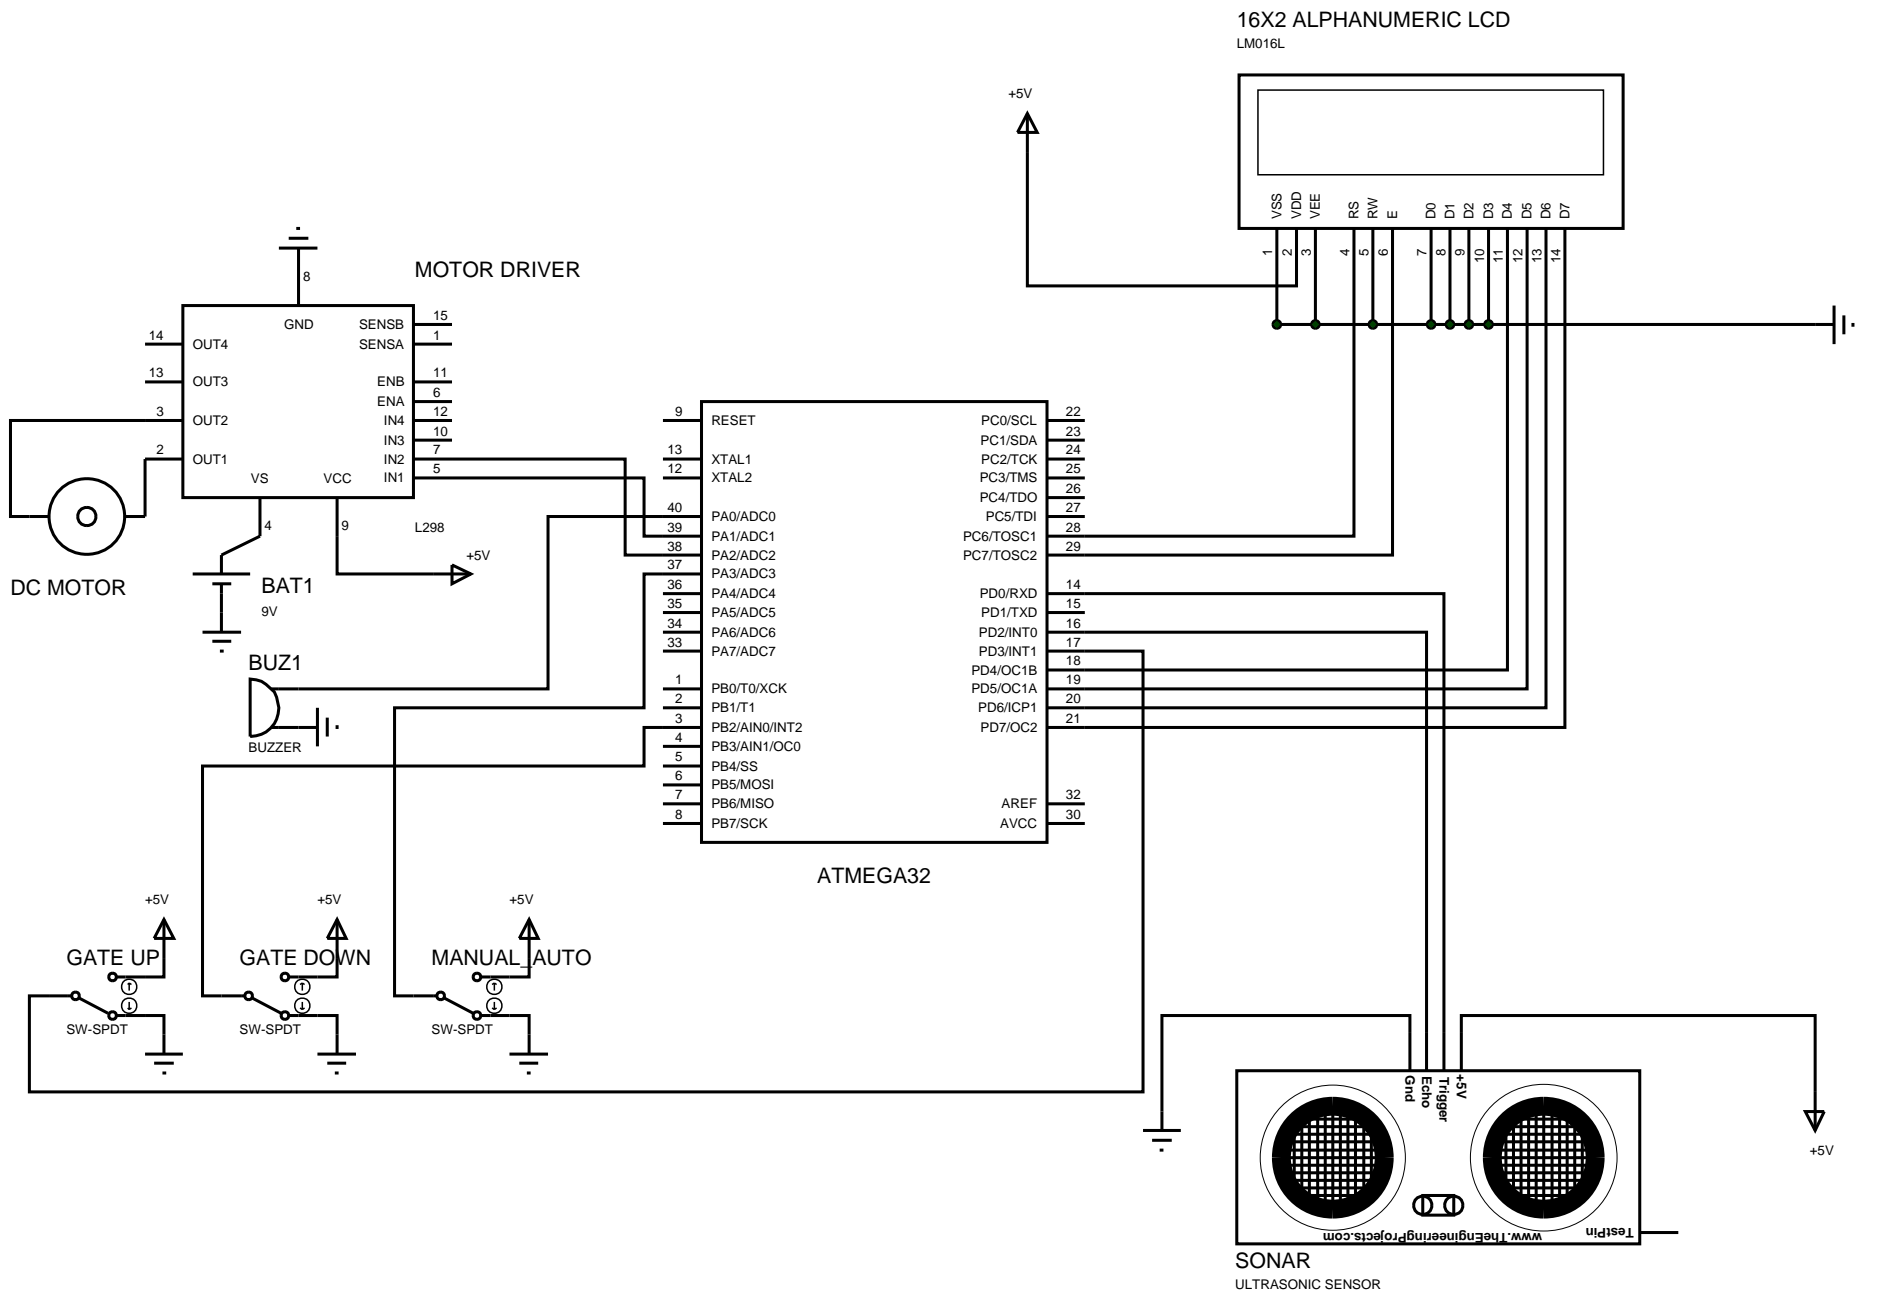 16X2 ALPHANUMERIC LCD
LM016L
+5V
VSS
VDD
VEE
RS
RW
E
D0
D1
D2
D3
D4
D5
D6
D7
1
2
3
4
5
6
7
8
9
10
11
12
13
14
MOTOR DRIVER
8
GND
SENSB 15
SENSA 1
14 OUT4
13 OUT3
ENB 11
ENA 6
3 OUT2
IN4 12
IN3 10
2 OUT1
IN2 7
IN1 5
VS
VCC
4
9
L298
+5V
DC MOTOR
BAT1
9V
BUZ1
BUZZER
9 RESET
13 XTAL1
12 XTAL2
40 PA0/ADC0
39 PA1/ADC1
38 PA2/ADC2
37 PA3/ADC3
36 PA4/ADC4
35 PA5/ADC5
34 PA6/ADC6
33 PA7/ADC7
1 PB0/T0/XCK
2 PB1/T1
3 PB2/AIN0/INT2
4 PB3/AIN1/OC0
5 PB4/SS
6 PB5/MOSI
7 PB6/MISO
8 PB7/SCK
PC0/SCL 22
PC1/SDA 23
PC2/TCK 24
PC3/TMS 25
PC4/TDO 26
PC5/TDI 27
PC6/TOSC1 28
PC7/TOSC2 29
PD0/RXD 14
PD1/TXD 15
PD2/INT0 16
PD3/INT1 17
PD4/OC1B 18
PD5/OC1A 19
PD6/ICP1 20
PD7/OC2 21
AREF 32
AVCC 30
ATMEGA32
+5V
GATE UP
SW-SPDT
+5V
GATE DOWN
SW-SPDT
+5V
MANUAL_AUTO
SW-SPDT
Gnd
Echo
Trigger
+5V
+5V
www.TheEngineeringProjects.com
TestPin
SONAR
ULTRASONIC SENSOR